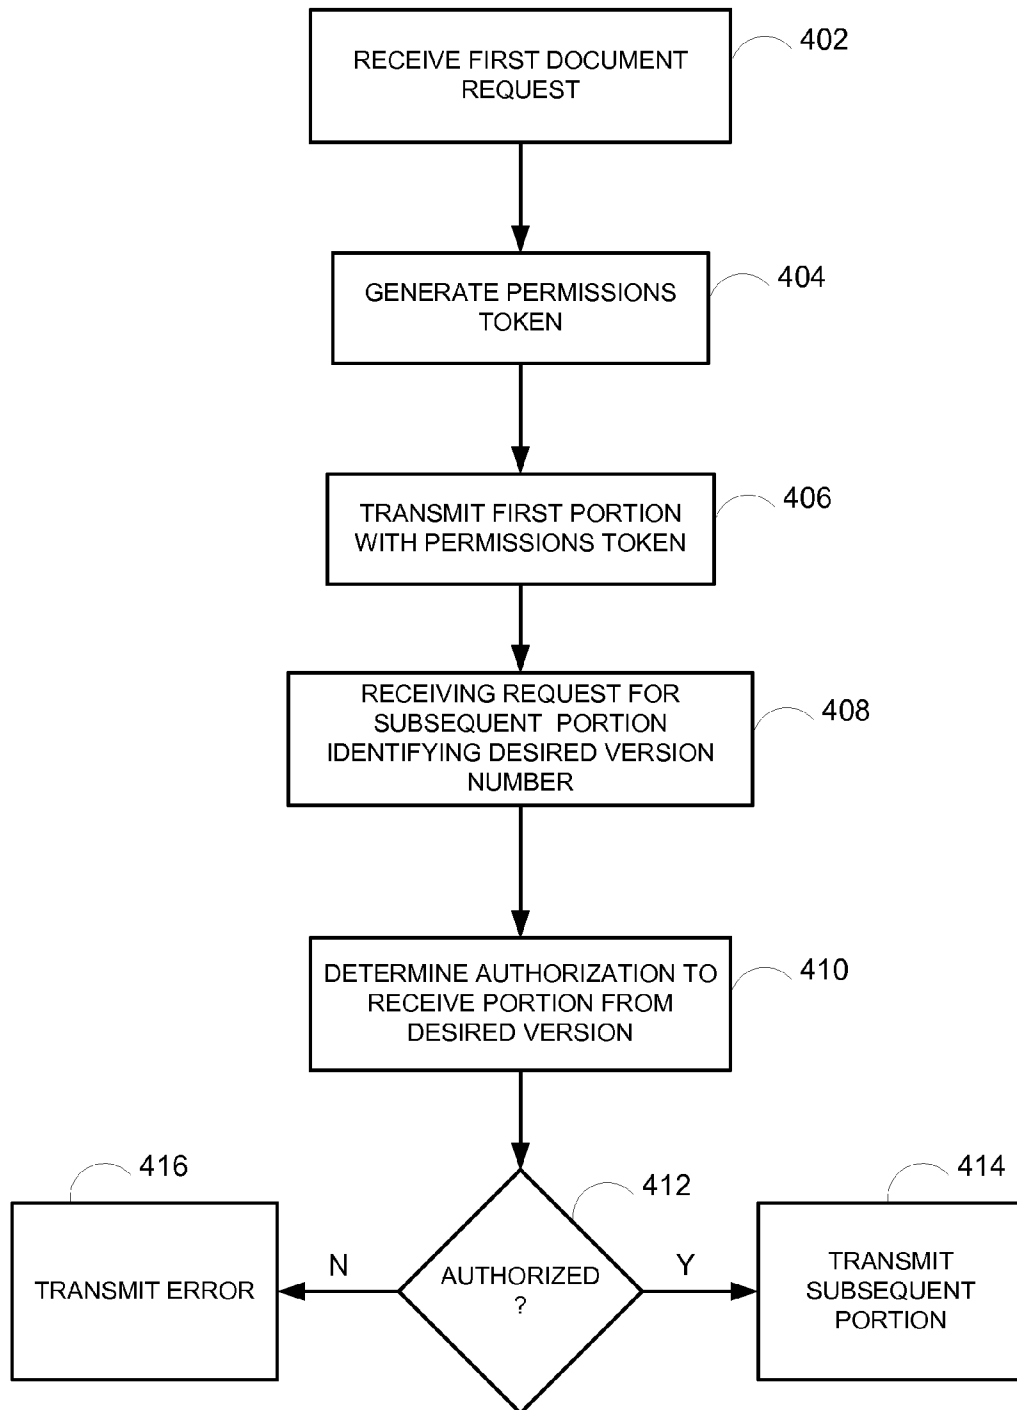 RECEIVE FIRST DOCUMENT
REQUEST
402
GENERATE PERMISSIONS
TOKEN
404
TRANSMIT FIRST PORTION
WITH PERMISSIONS TOKEN
406
RECEIVING REQUEST FOR
SUBSEQUENT PORTION
IDENTIFYING DESIRED VERSION
NUMBER
408
DETERMINE AUTHORIZATION TO
RECEIVE PORTION FROM
DESIRED VERSION
410
AUTHORIZED
?
412
N
Y
TRANSMIT ERROR
416
TRANSMIT
SUBSEQUENT
PORTION
414